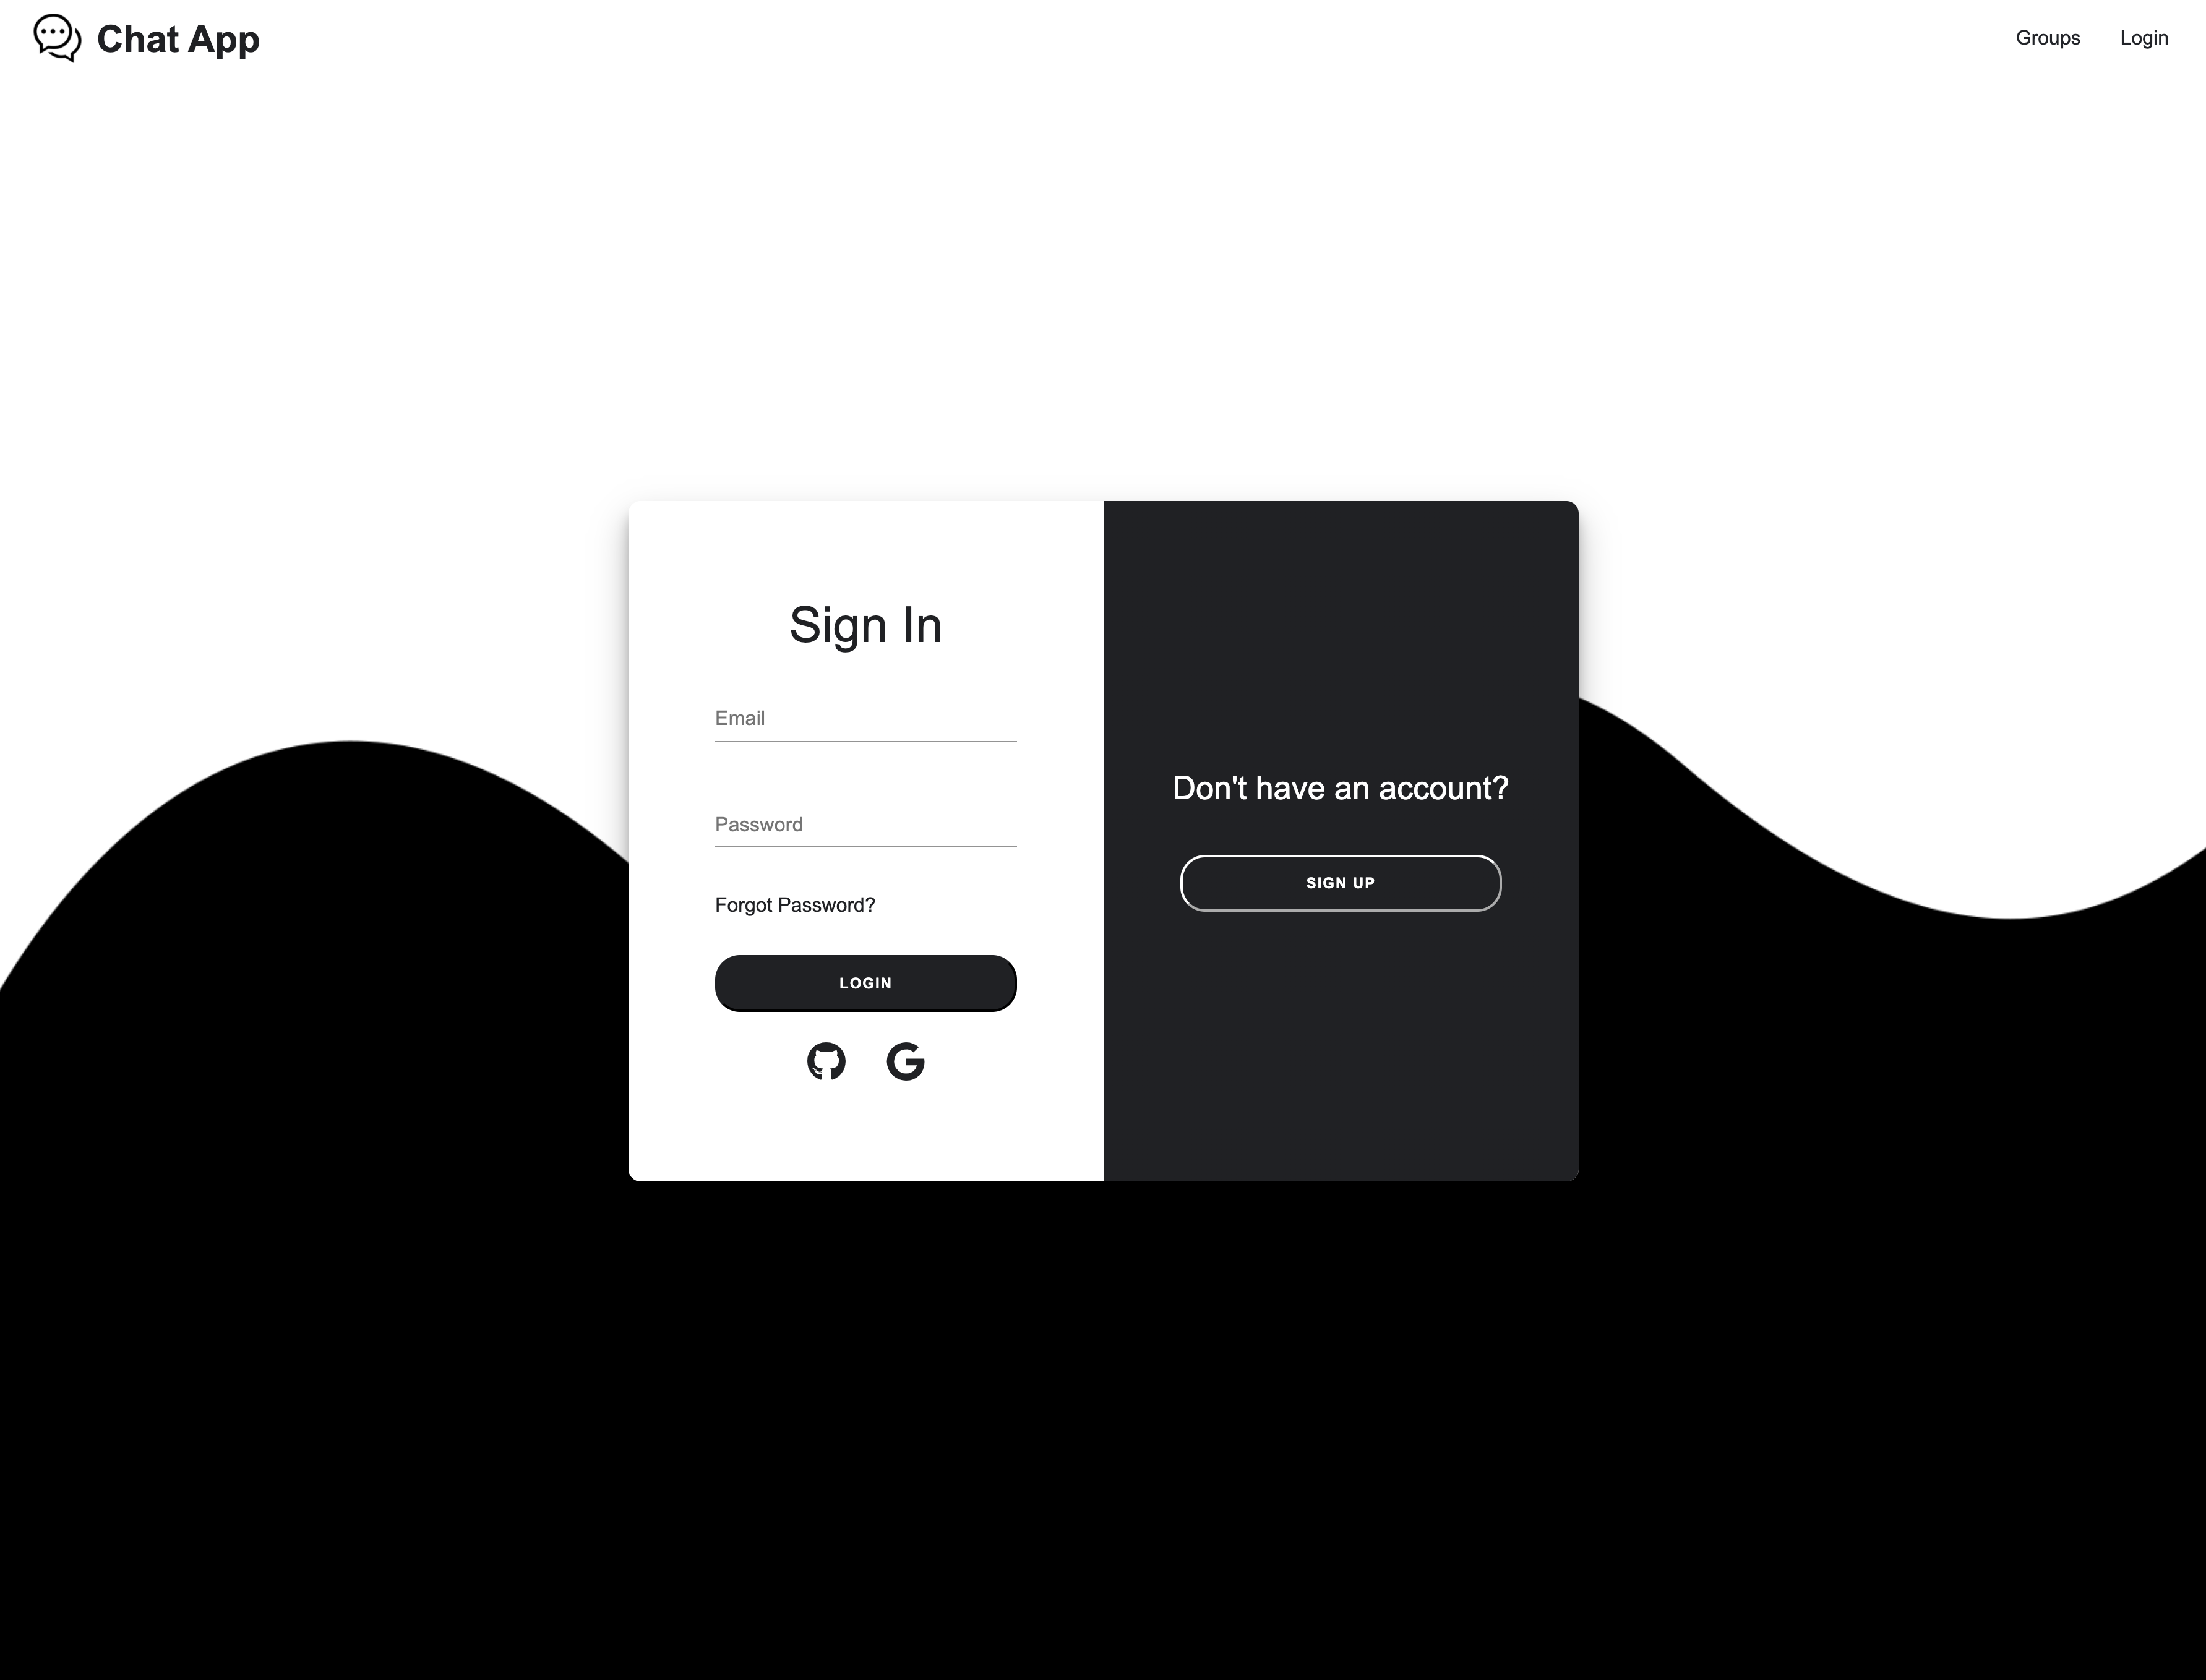 Chat App
Groups
Login
Sign In
Email
Password
Forgot Password?
LOGIN
Don't have an account?
SIGN UP